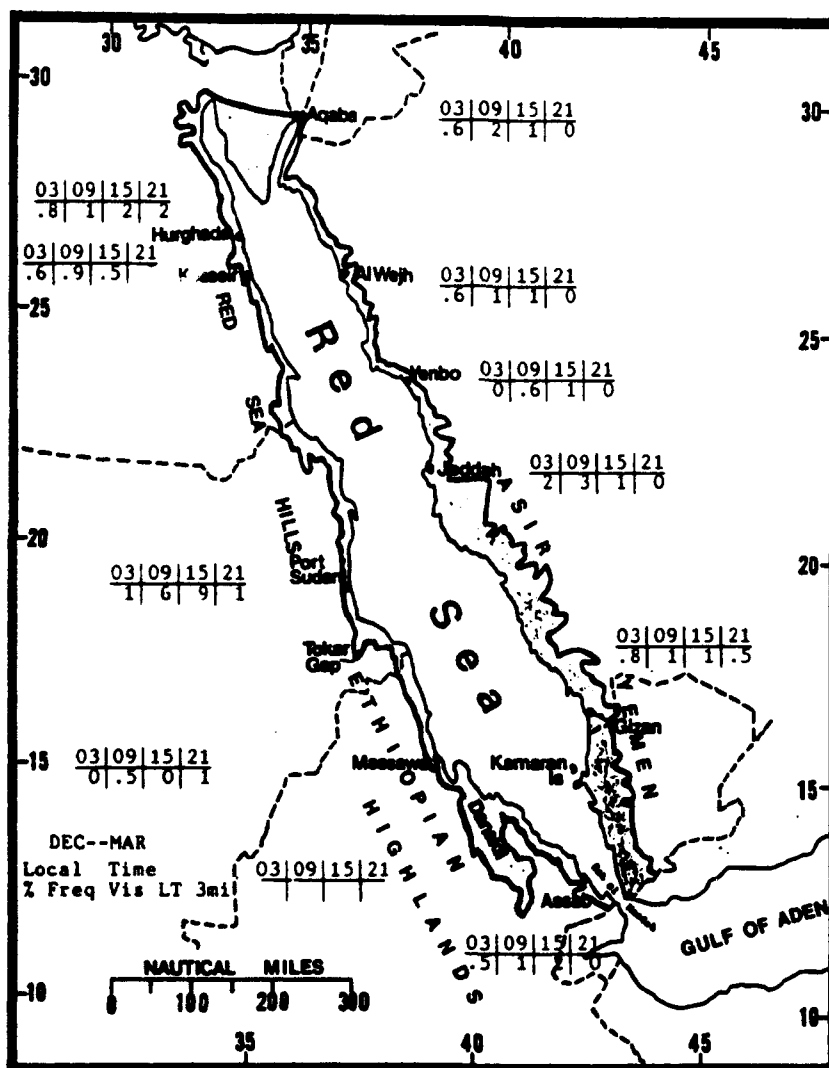 30 35 40 45
30
30
Aqaba
03|09|15|21
.6|2|1|0
03|09|15|21
.8|1|2|2
Hurghada
03|09|15|21
.6|.9|.5|
Al Wejh
03|09|15|21
.6|1|1|0
25
25
RED
SEA
HILLS
Red
Sea
Yenbo
03|09|15|21
0|.6|1|0
Jeddah
03|09|15|21
2|3|1|0
ASIR
20
20
Port
Sudan
03|09|15|21
1|6|9|1
Tokar
Gap
03|09|15|21
.8|1|1|.5
YEMEN
Gizan
ETHIOPIAN
HIGHLANDS
15
15
03|09|15|21
0|.5|0|1
Massawa
Kamaran
Is
DEC--MAR
Local Time
% Freq Vis LT 3mi
03|09|15|21
Assab
03|09|15|21
.5|1|1|0
GULF OF ADEN
NAUTICAL MILES
0 100 200 300
10
10
35 40 45